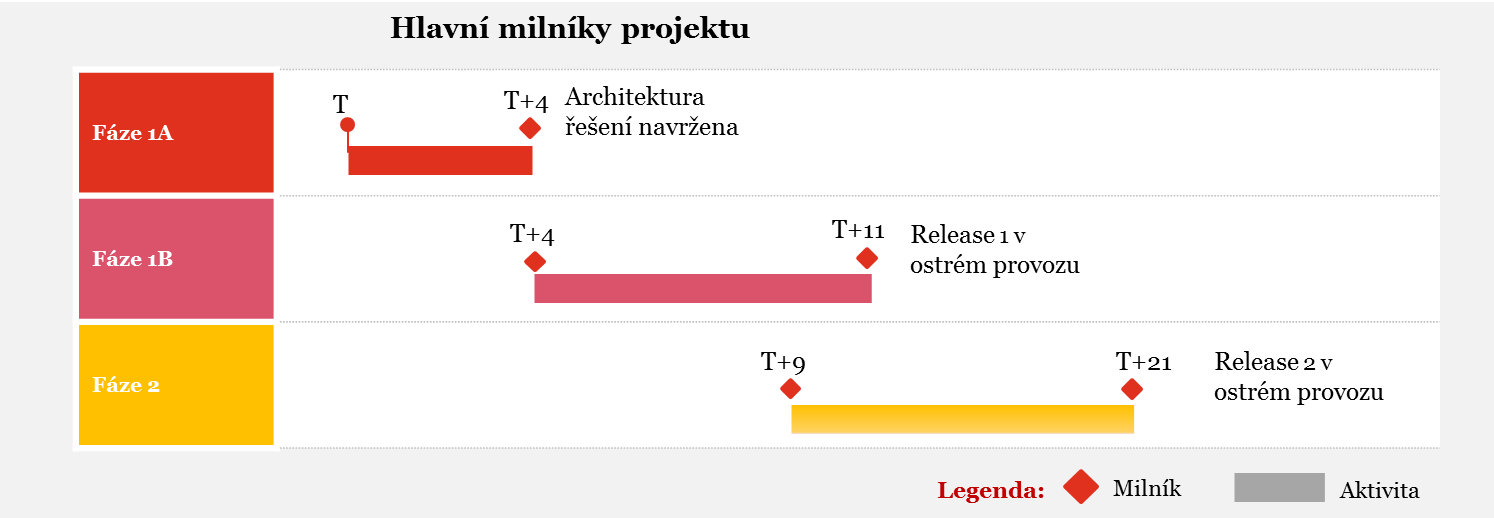 Hlavní milníky projektu
Fáze 1A
T
T+4
Architektura
řešení navržena
Fáze 1B
T+4
T+11
Release 1 v
ostrém provozu
Fáze 2
T+9
T+21
Release 2 v
ostrém provozu
Legenda:
Milník
Aktivita